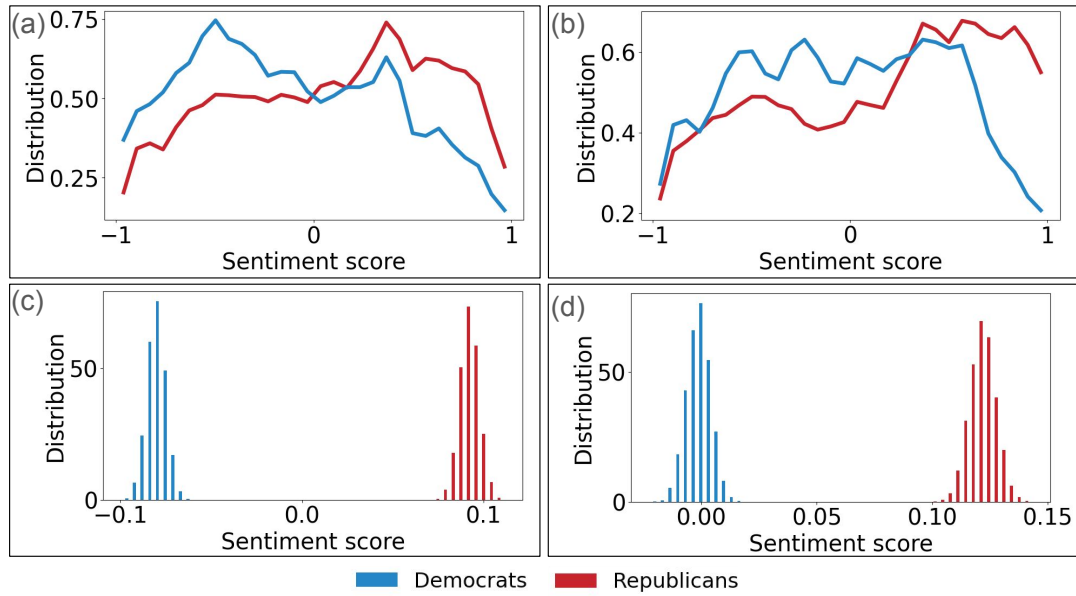 (a)
0.75
0.50
0.25
Distribution
−1
0
1
Sentiment score
(b)
0.6
0.4
0.2
Distribution
−1
0
1
Sentiment score
(c)
50
0
Distribution
−0.1
0.0
0.1
Sentiment score
(d)
50
0
Distribution
0.00
0.05
0.10
0.15
Sentiment score
Democrats
Republicans